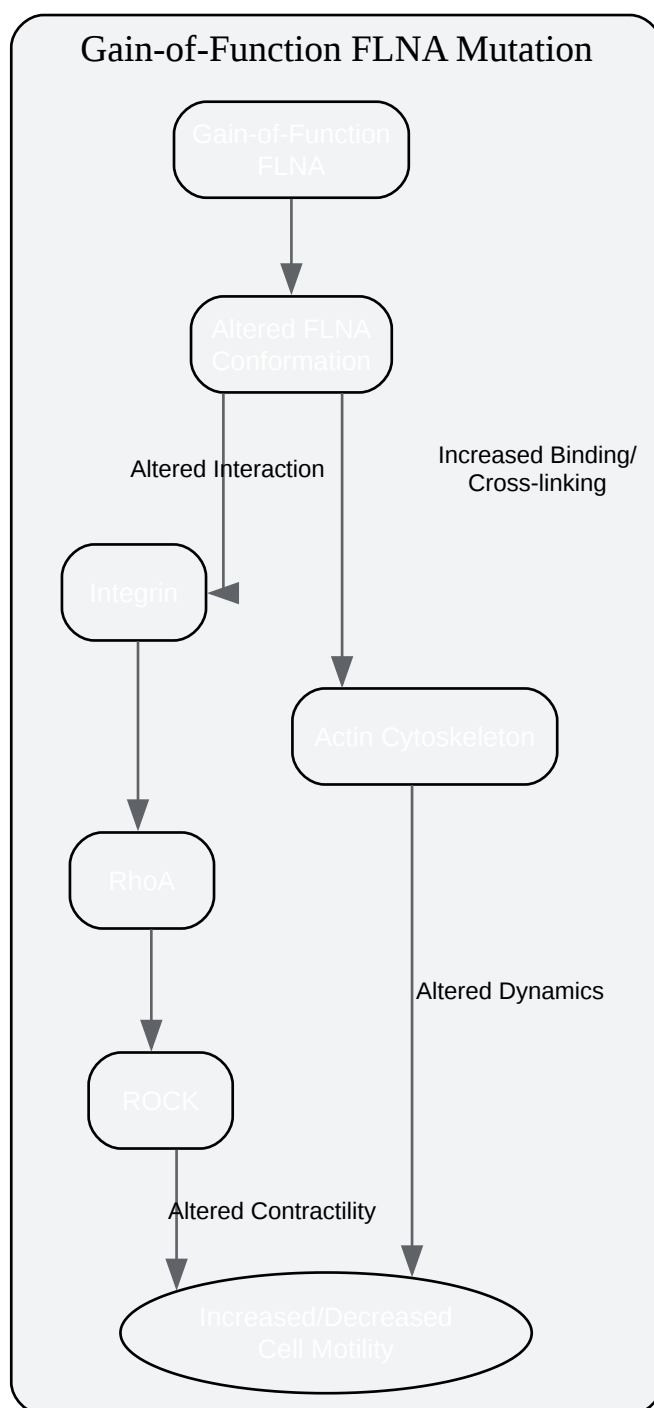 Gain-of-Function FLNA Mutation
Gain-of-Function
FLNA
Altered FLNA
Conformation
Altered Interaction
Increased Binding/
Cross-linking
Integrin
Actin Cytoskeleton
RhoA
Altered Dynamics
ROCK
Altered Contractility
Increased/Decreased
Cell Motility